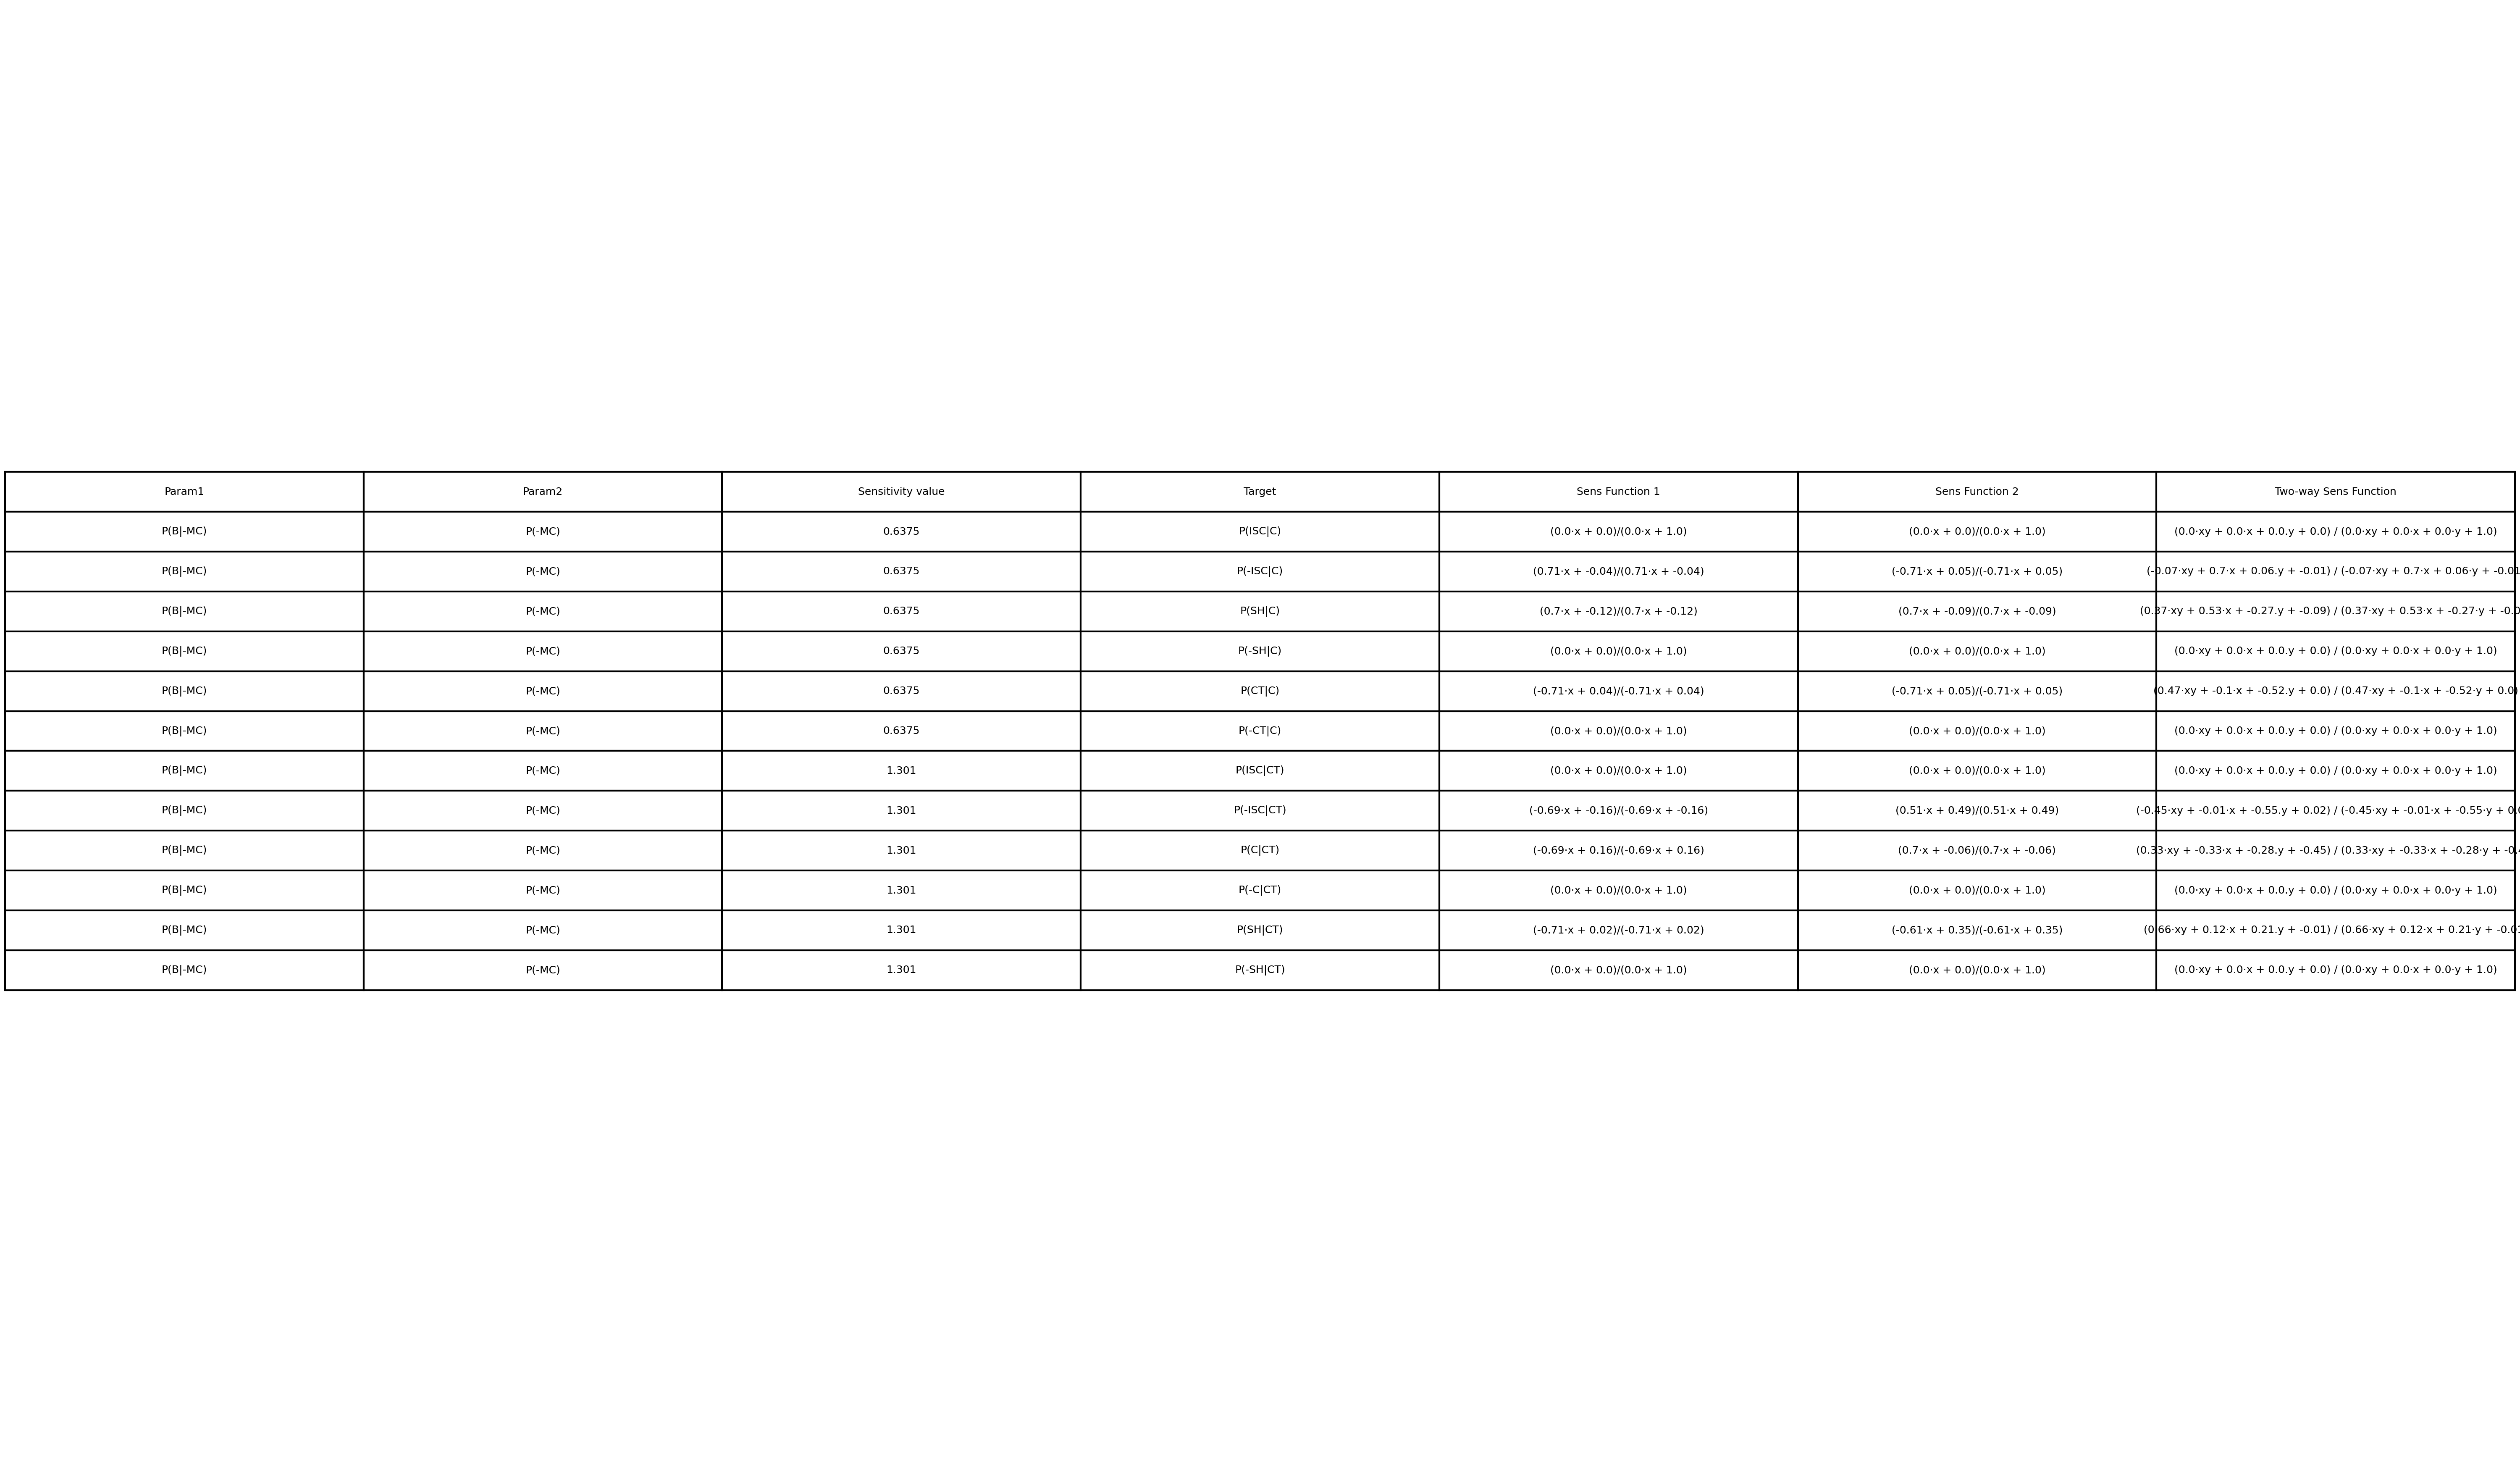 Param1 Param2 Sensitivity value Target Sens Function 1 Sens Function 2 Two-way Sens Function
P(B|-MC) P(-MC) 0.6375 P(ISC|C) (0.0·x + 0.0)/(0.0·x + 1.0) (0.0·x + 0.0)/(0.0·x + 1.0) (0.0·xy + 0.0·x + 0.0.y + 0.0) / (0.0·xy + 0.0·x + 0.0·y + 1.0)
P(B|-MC) P(-MC) 0.6375 P(-ISC|C) (0.71·x + -0.04)/(0.71·x + -0.04) (-0.71·x + 0.05)/(-0.71·x + 0.05) (-0.07·xy + 0.7·x + 0.06.y + -0.01) / (-0.07·xy + 0.7·x + 0.06·y + -0.01
P(B|-MC) P(-MC) 0.6375 P(SH|C) (0.7·x + -0.12)/(0.7·x + -0.12) (0.7·x + -0.09)/(0.7·x + -0.09) (0.37·xy + 0.53·x + -0.27.y + -0.09) / (0.37·xy + 0.53·x + -0.27·y + -0.0
P(B|-MC) P(-MC) 0.6375 P(-SH|C) (0.0·x + 0.0)/(0.0·x + 1.0) (0.0·x + 0.0)/(0.0·x + 1.0) (0.0·xy + 0.0·x + 0.0.y + 0.0) / (0.0·xy + 0.0·x + 0.0·y + 1.0)
P(B|-MC) P(-MC) 0.6375 P(CT|C) (-0.71·x + 0.04)/(-0.71·x + 0.04) (-0.71·x + 0.05)/(-0.71·x + 0.05) (0.47·xy + -0.1·x + -0.52.y + 0.0) / (0.47·xy + -0.1·x + -0.52·y + 0.0)
P(B|-MC) P(-MC) 0.6375 P(-CT|C) (0.0·x + 0.0)/(0.0·x + 1.0) (0.0·x + 0.0)/(0.0·x + 1.0) (0.0·xy + 0.0·x + 0.0.y + 0.0) / (0.0·xy + 0.0·x + 0.0·y + 1.0)
P(B|-MC) P(-MC) 1.301 P(ISC|CT) (0.0·x + 0.0)/(0.0·x + 1.0) (0.0·x + 0.0)/(0.0·x + 1.0) (0.0·xy + 0.0·x + 0.0.y + 0.0) / (0.0·xy + 0.0·x + 0.0·y + 1.0)
P(B|-MC) P(-MC) 1.301 P(-ISC|CT) (-0.69·x + -0.16)/(-0.69·x + -0.16) (0.51·x + 0.49)/(0.51·x + 0.49) (-0.45·xy + -0.01·x + -0.55.y + 0.02) / (-0.45·xy + -0.01·x + -0.55·y +
P(B|-MC) P(-MC) 1.301 P(C|CT) (-0.69·x + 0.16)/(-0.69·x + 0.16) (0.7·x + -0.06)/(0.7·x + -0.06) (0.33·xy + -0.33·x + -0.28.y + -0.45) / (0.33·xy + -0.33·x + -0.28·y +
P(B|-MC) P(-MC) 1.301 P(-C|CT) (0.0·x + 0.0)/(0.0·x + 1.0) (0.0·x + 0.0)/(0.0·x + 1.0) (0.0·xy + 0.0·x + 0.0.y + 0.0) / (0.0·xy + 0.0·x + 0.0·y + 1.0)
P(B|-MC) P(-MC) 1.301 P(SH|CT) (-0.71·x + 0.02)/(-0.71·x + 0.02) (-0.61·x + 0.35)/(-0.61·x + 0.35) (0.66·xy + 0.12·x + 0.21.y + -0.01) / (0.66·xy + 0.12·x + 0.21·y + -0.01
P(B|-MC) P(-MC) 1.301 P(-SH|CT) (0.0·x + 0.0)/(0.0·x + 1.0) (0.0·x + 0.0)/(0.0·x + 1.0) (0.0·xy + 0.0·x + 0.0.y + 0.0) / (0.0·xy + 0.0·x + 0.0·y + 1.0)